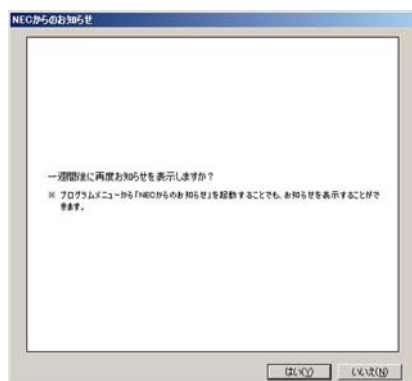 NECからのお知らせ
一週間後に再度お知らせを表示しますか？
※ プログラムメニューから「NECからのお知らせ」を起動することでも、お知らせを表示することがで
きます。
はい(Y) いいえ(N)